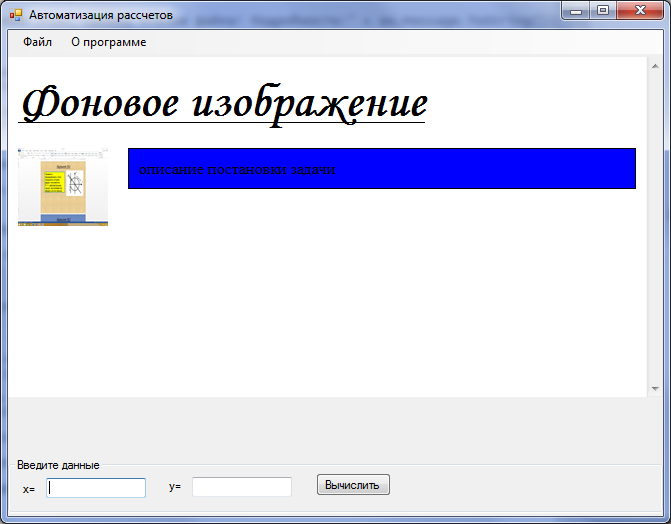 Автоматизация рассчетов
Файл О программе
Фоновое изображение
описание постановки задачи
Введите данные
x= y= Вычислить